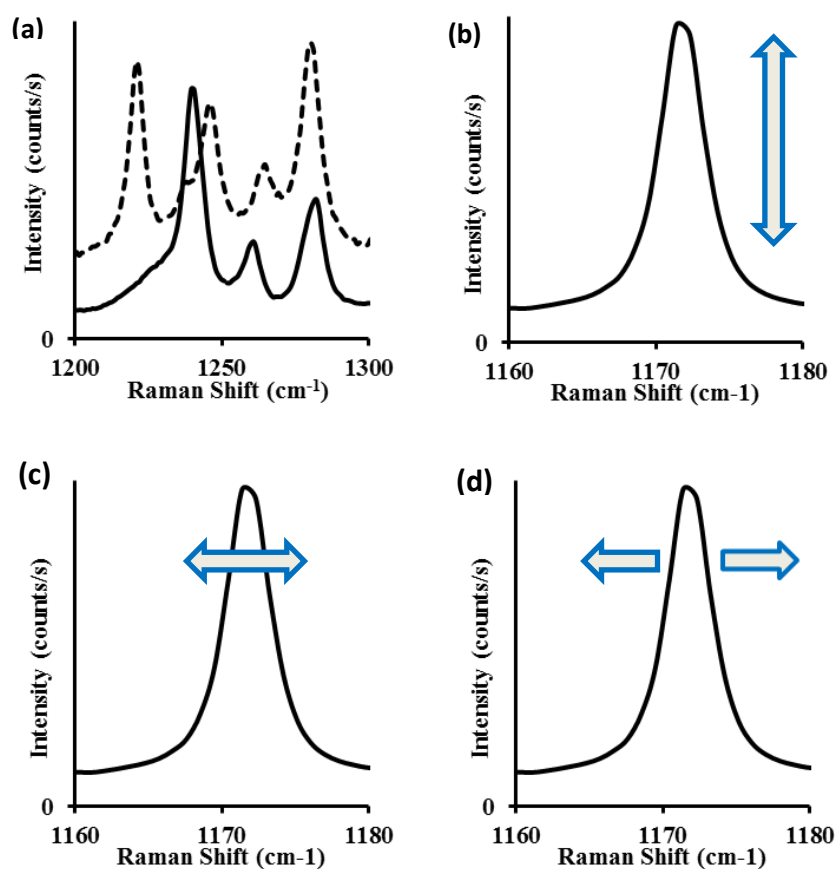 (a)
Intensity (counts/s)
0
1200
1250
1300
Raman Shift (cm-1)
(b)
Intensity (counts/s)
0
1160
1170
1180
Raman Shift (cm-1)
(c)
Intensity (counts/s)
0
1160
1170
1180
Raman Shift (cm-1)
(d)
Intensity (counts/s)
0
1160
1170
1180
Raman Shift (cm-1)